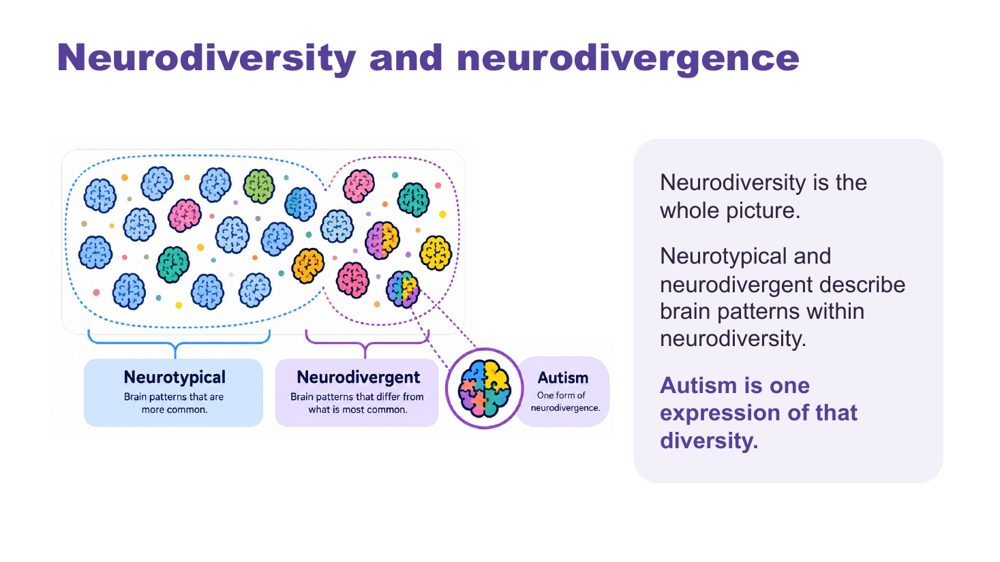 Neurodiversity and neurodivergence
Neurotypical
Brain patterns that are
more common.
Neurodivergent
Brain patterns that differ from
what is most common.
Autism
One form of
neurodivergence.
Neurodiversity is the
whole picture.
Neurotypical and
neurodivergent describe
brain patterns within
neurodiversity.
Autism is one
expression of that
diversity.